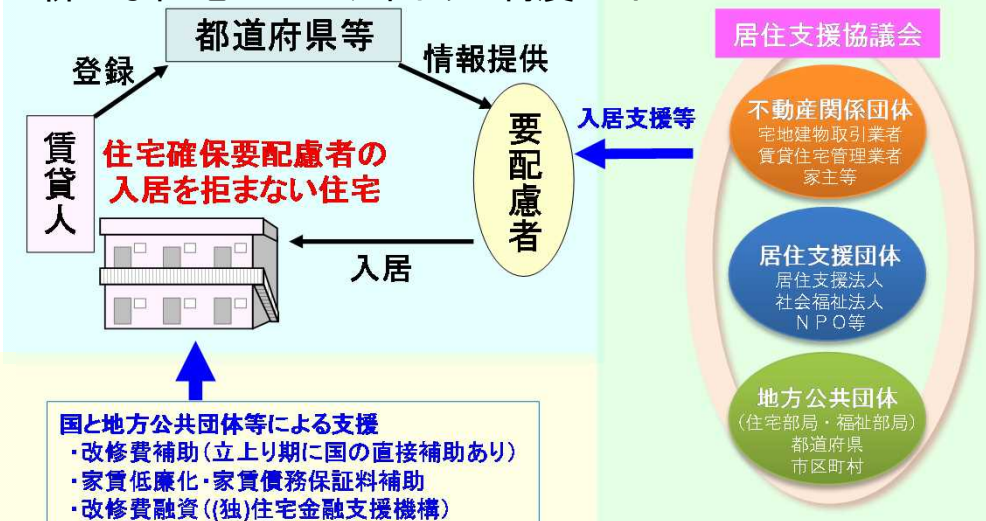 都道府県等
登録
情報提供
賃貸人
住宅確保要配慮者の
入居を拒まない住宅
要配慮者
入居
入居支援等
国と地方公共団体等による支援
・改修費補助(立上り期に国の直接補助あり)
・家賃低廉化・家賃債務保証料補助
・改修費融資((独)住宅金融支援機構)
居住支援協議会
不動産関係団体
宅地建物取引業者
賃貸住宅管理業者
家主等
居住支援団体
居住支援法人
社会福祉法人
ＮＰＯ等
地方公共団体
(住宅部局・福祉部局)
都道府県
市区町村